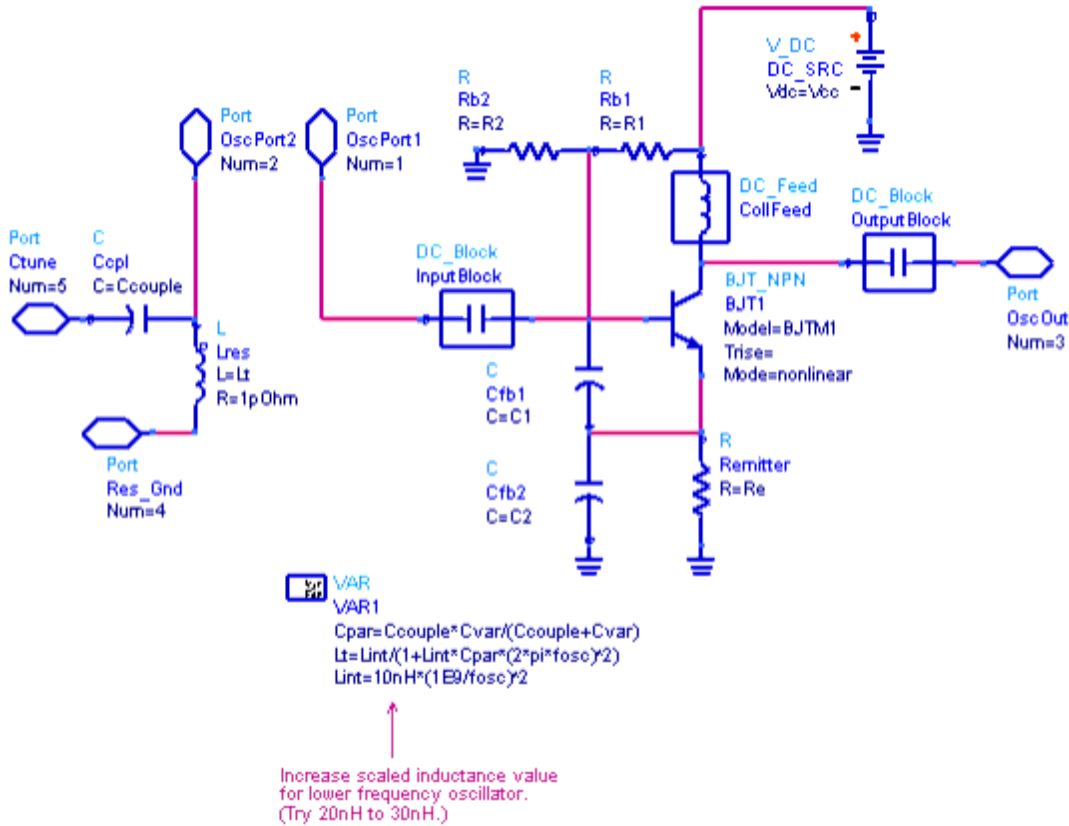 V_DC
DC_SRC
Vdc=Vcc
+
-
R
Rb2
R=R2
R
Rb1
R=R1
Port
OscPort2
Num=2
Port
OscPort1
Num=1
DC_Feed
CollFeed
DC_Block
OutputBlock
Port
Ctune
Num=5
C
Ccpl
C=Ccouple
DC_Block
InputBlock
BJT_NPN
BJT1
Model=BJTM1
Trise=
Mode=nonlinear
Port
OscOut
Num=3
L
Lres
L=Lt
R=1pOhm
C
Cfb1
C=C1
Port
Res_Gnd
Num=4
C
Cfb2
C=C2
R
Remitter
R=Re
Var
Eqn
VAR
VAR1
Cpar=Ccouple*Cvar/(Ccouple+Cvar)
Lt=Lint/(1+Lint*Cpar*(2*pi*fosc)^2)
Lint=10nH*(1E9/fosc)^2
Increase scaled inductance value
for lower frequency oscillator.
(Try 20nH to 30nH.)